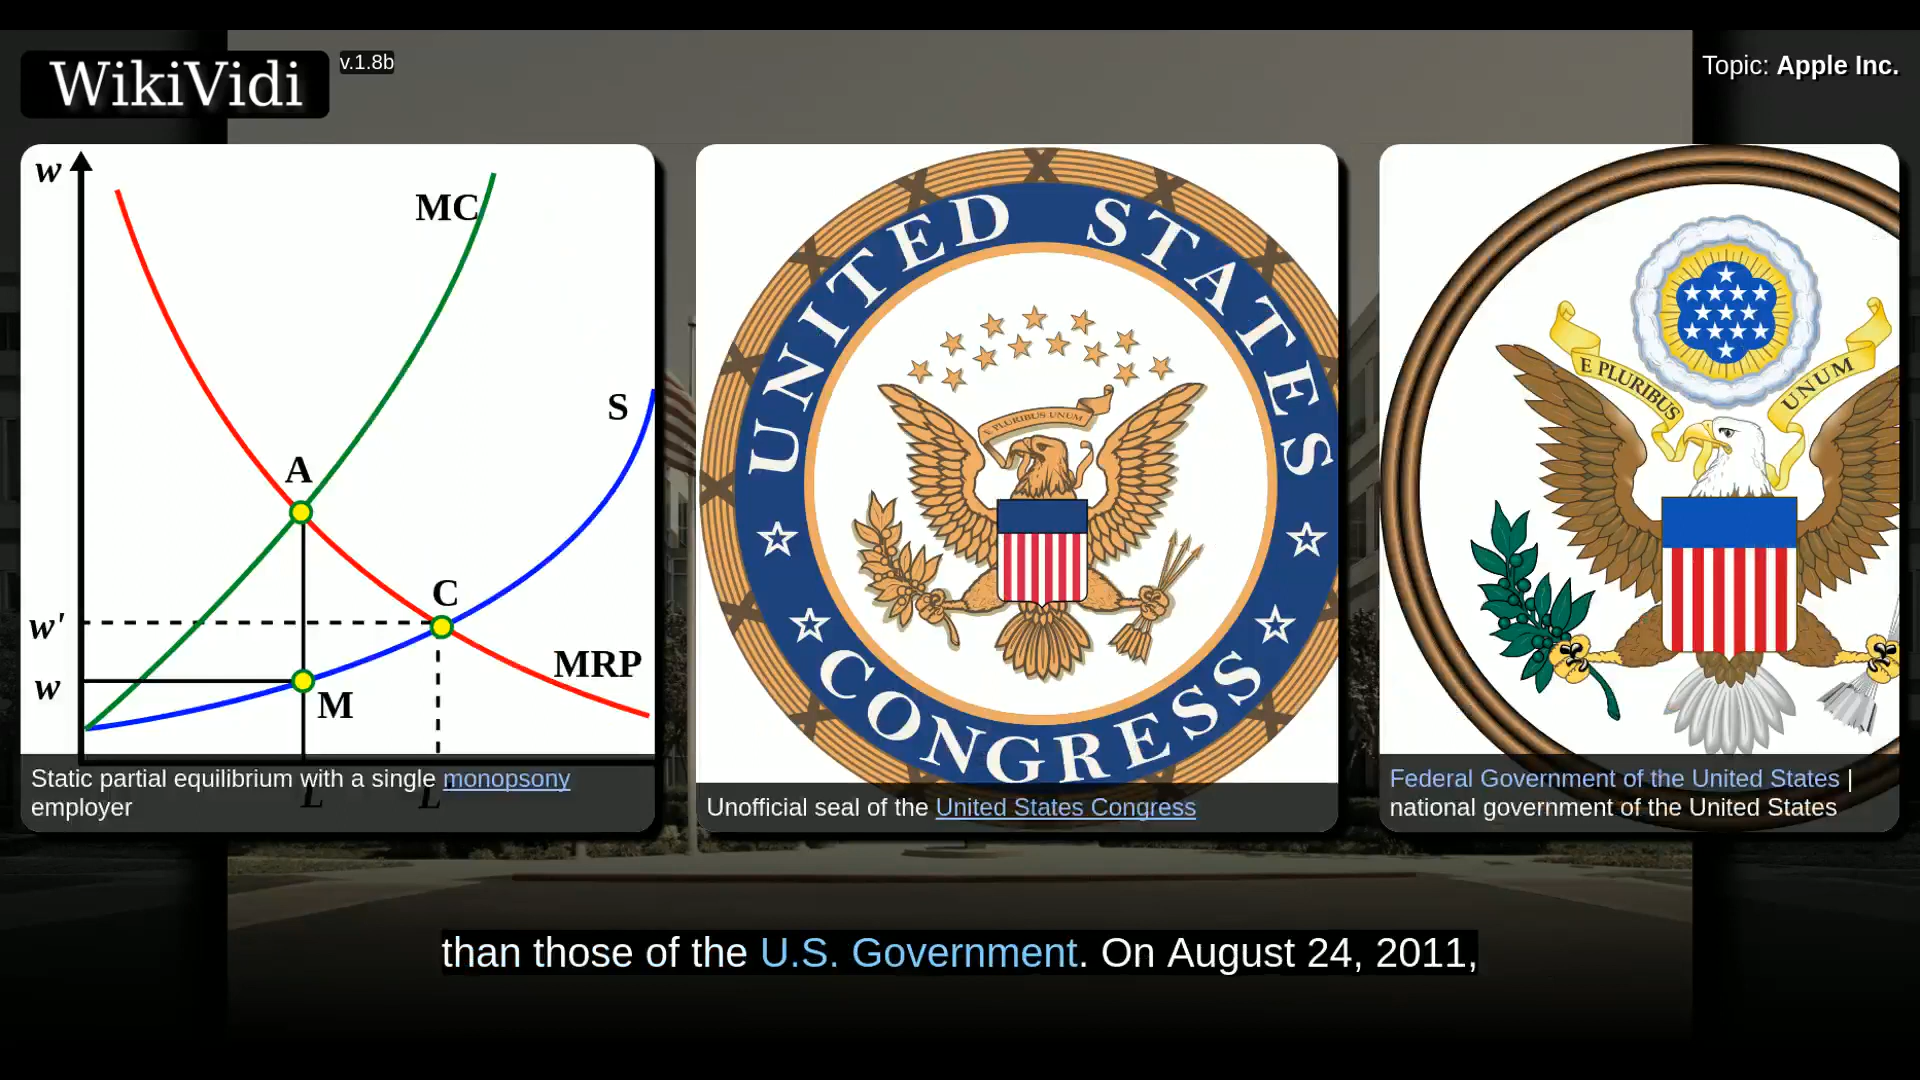 WikiVidi
v.1.8b
Topic: Apple Inc.
w
MC
S
A
C
w'
MRP
w
M
L
L
Static partial equilibrium with a single monopsony
employer
UNITED STATES
E PLURIBUS UNUM
CONGRESS
Unofficial seal of the United States Congress
E PLURIBUS UNUM
Federal Government of the United States |
national government of the United States
than those of the U.S. Government. On August 24, 2011,